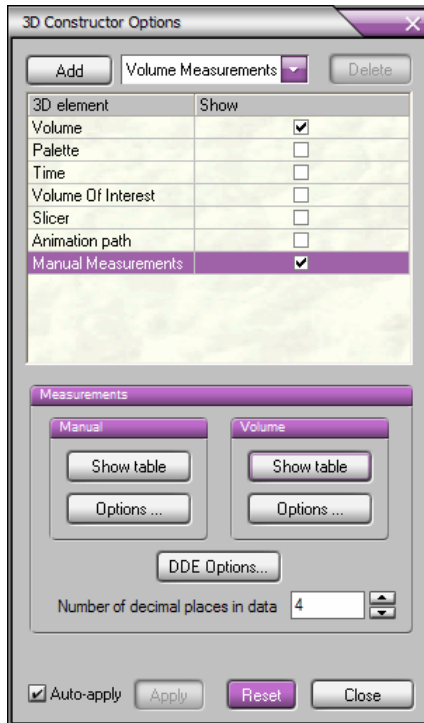 3D Constructor Options
Add Volume Measurements Delete
3D element Show
Volume
Palette
Time
Volume Of Interest
Slicer
Animation path
Manual Measurements
Measurements
Manual Volume
Show table Show table
Options ... Options ...
DDE Options...
Number of decimal places in data 4
Auto-apply Apply Reset Close